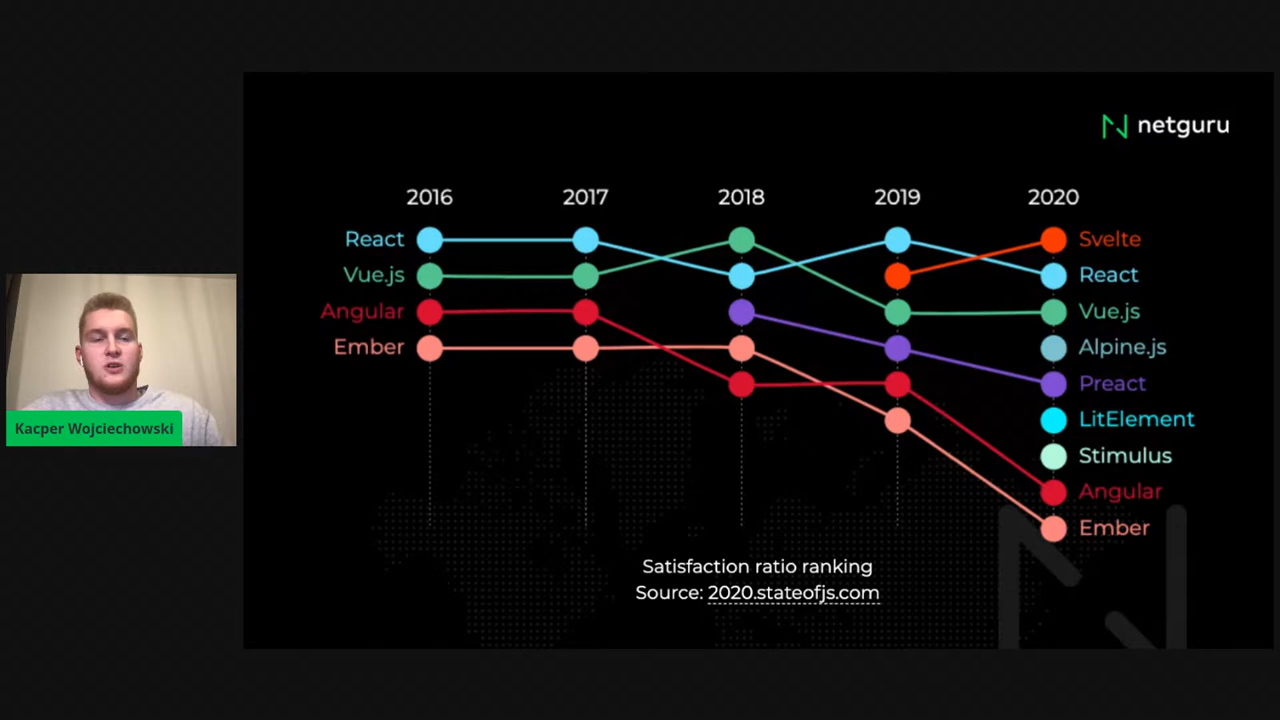 netguru
2016 2017 2018 2019 2020
React Svelte
Vue.js React
Angular Vue.js
Ember Alpine.js
Preact
LitElement
Stimulus
Angular
Ember
Kacper Wojciechowski
Satisfaction ratio ranking
Source: 2020.stateofjs.com